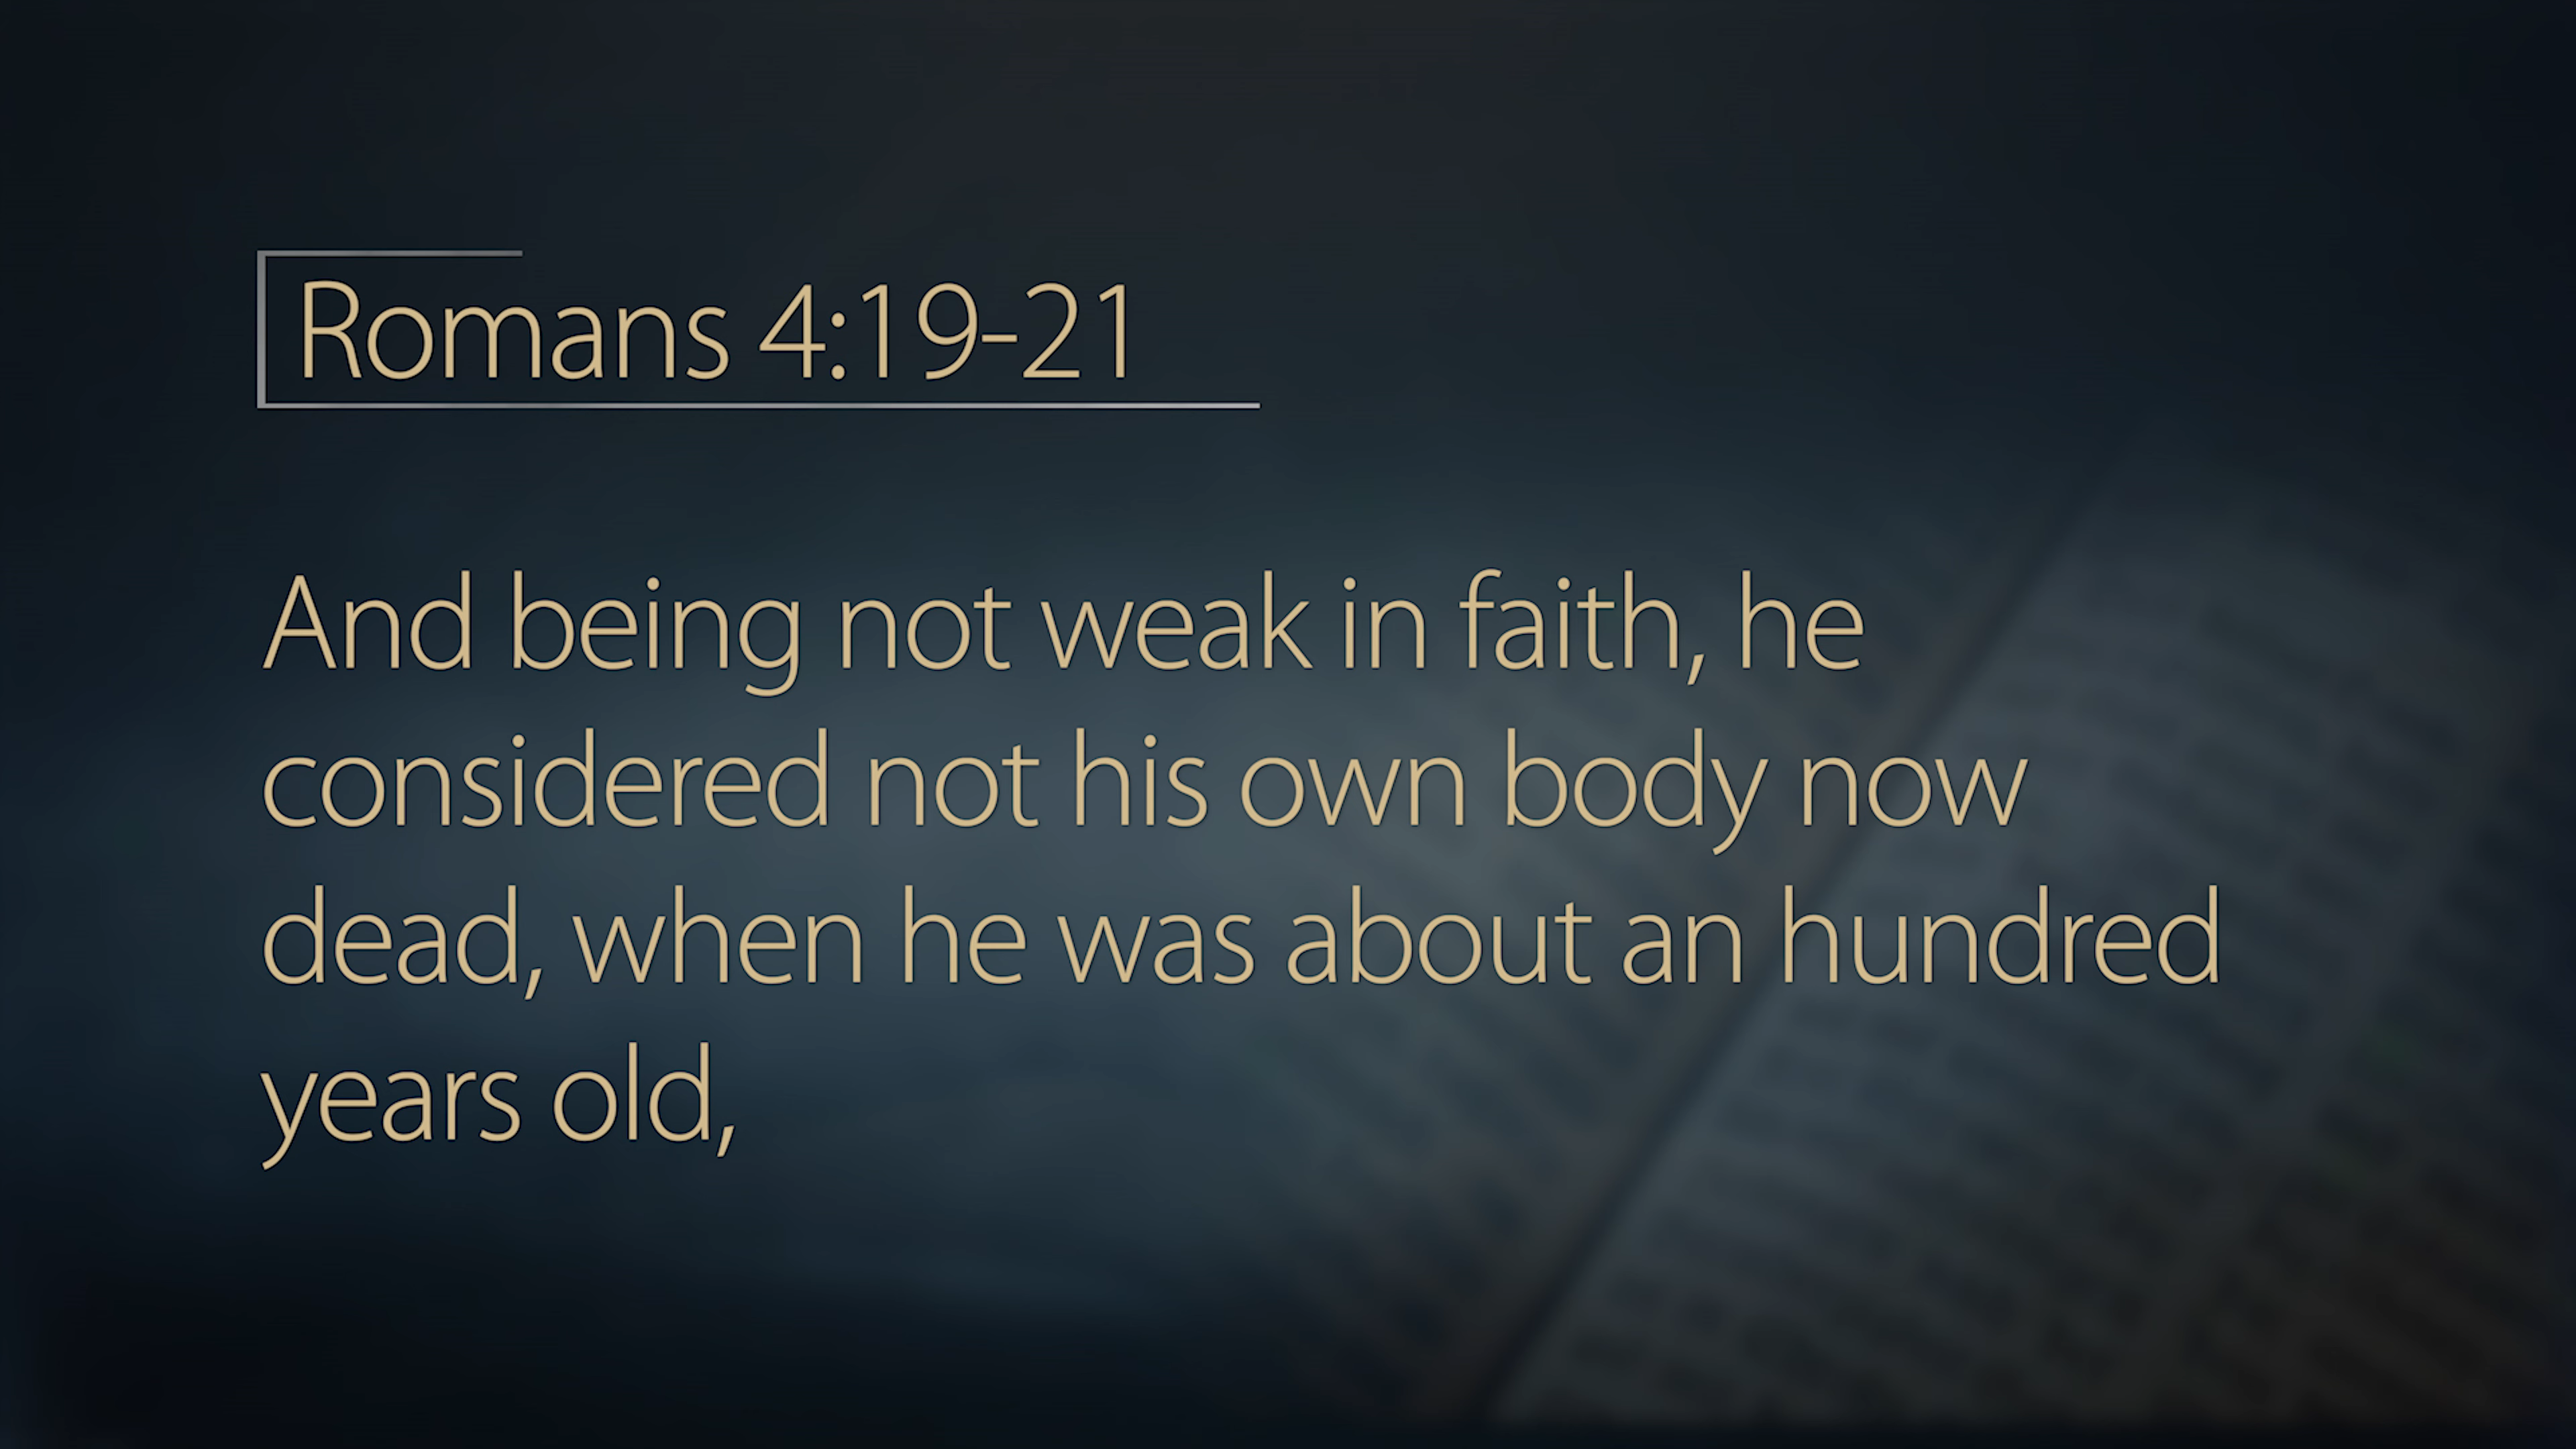 Romans 4:19-21
And being not weak in faith, he
considered not his own body now
dead, when he was about an hundred
years old,